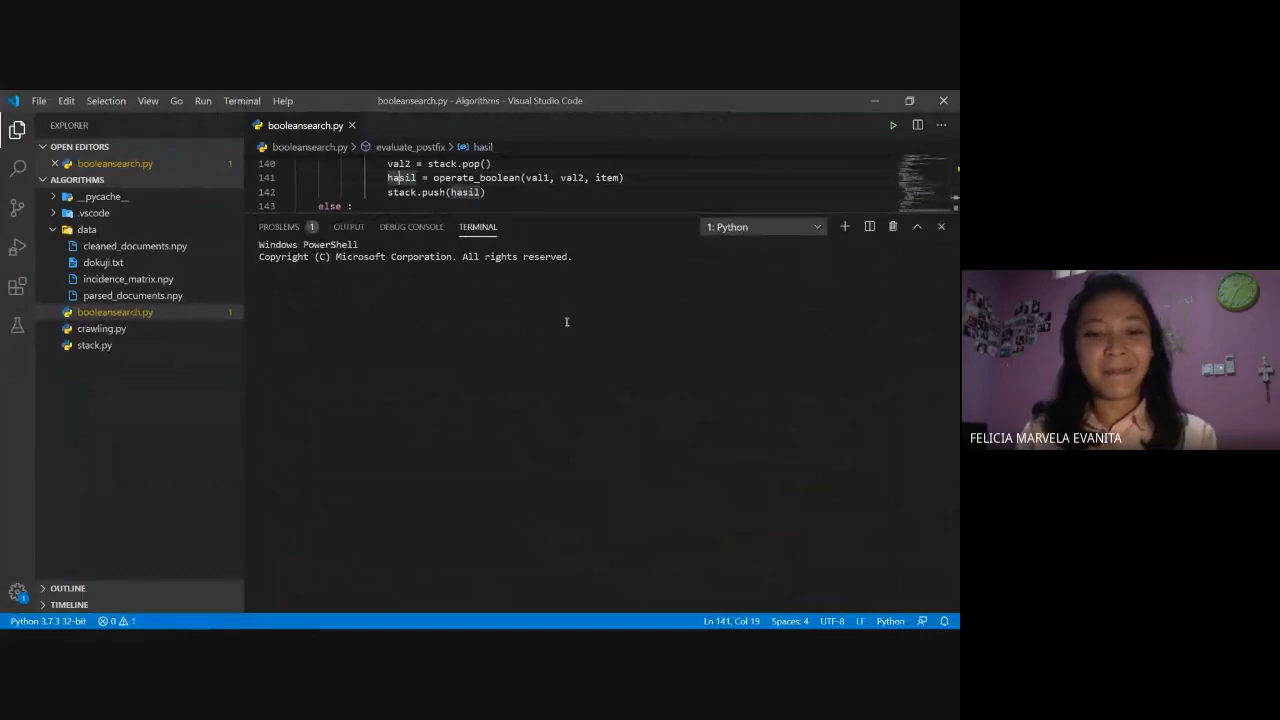 File Edit Selection View Go Run Terminal Help
booleansearch.py - Algorithms - Visual Studio Code
EXPLORER
OPEN EDITORS
booleansearch.py 1
ALGORITHMS
__pycache__
.vscode
data
cleaned_documents.npy
dokuji.txt
incidence_matrix.npy
parsed_documents.npy
booleansearch.py 1
crawling.py
stack.py
OUTLINE
TIMELINE
booleansearch.py
booleansearch.py > evaluate_postfix > hasil
140 val2 = stack.pop()
141 hasil = operate_boolean(val1, val2, item)
142 stack.push(hasil)
143 else :
PROBLEMS 1 OUTPUT DEBUG CONSOLE TERMINAL
1: Python
Windows PowerShell
Copyright (C) Microsoft Corporation. All rights reserved.
1
Python 3.7.3 32-bit 0 1
Ln 141, Col 19 Spaces: 4 UTF-8 LF Python
FELICIA MARVELA EVANITA